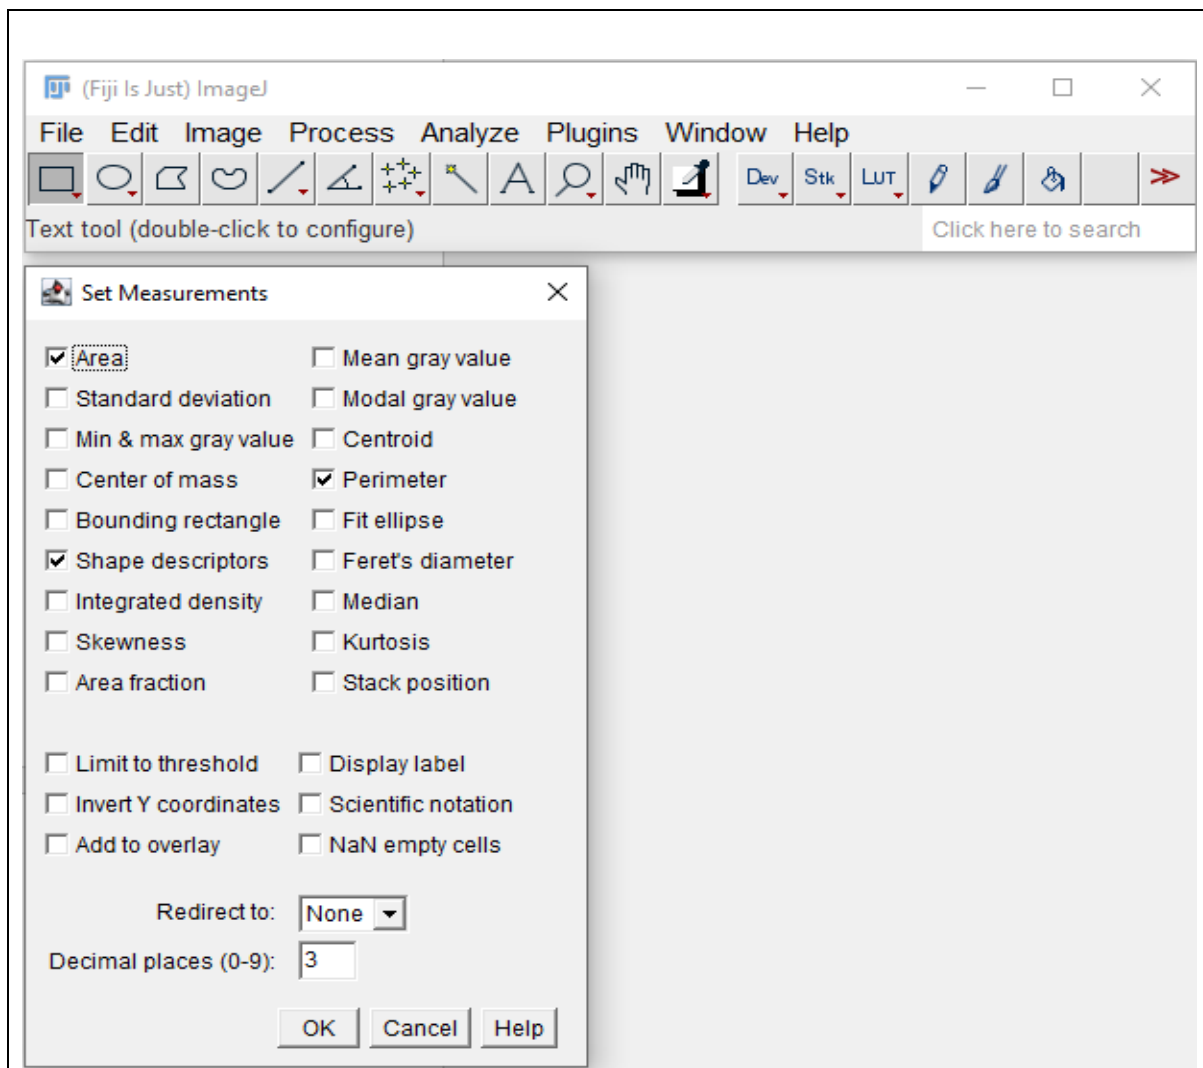 (Fiji Is Just) ImageJ
File Edit Image Process Analyze Plugins Window Help
Dev Stk LUT
Text tool (double-click to configure)
Click here to search
Set Measurements
Area Mean gray value
Standard deviation Modal gray value
Min & max gray value Centroid
Center of mass Perimeter
Bounding rectangle Fit ellipse
Shape descriptors Feret's diameter
Integrated density Median
Skewness Kurtosis
Area fraction Stack position
Limit to threshold Display label
Invert Y coordinates Scientific notation
Add to overlay NaN empty cells
Redirect to: None
Decimal places (0-9): 3
OK Cancel Help